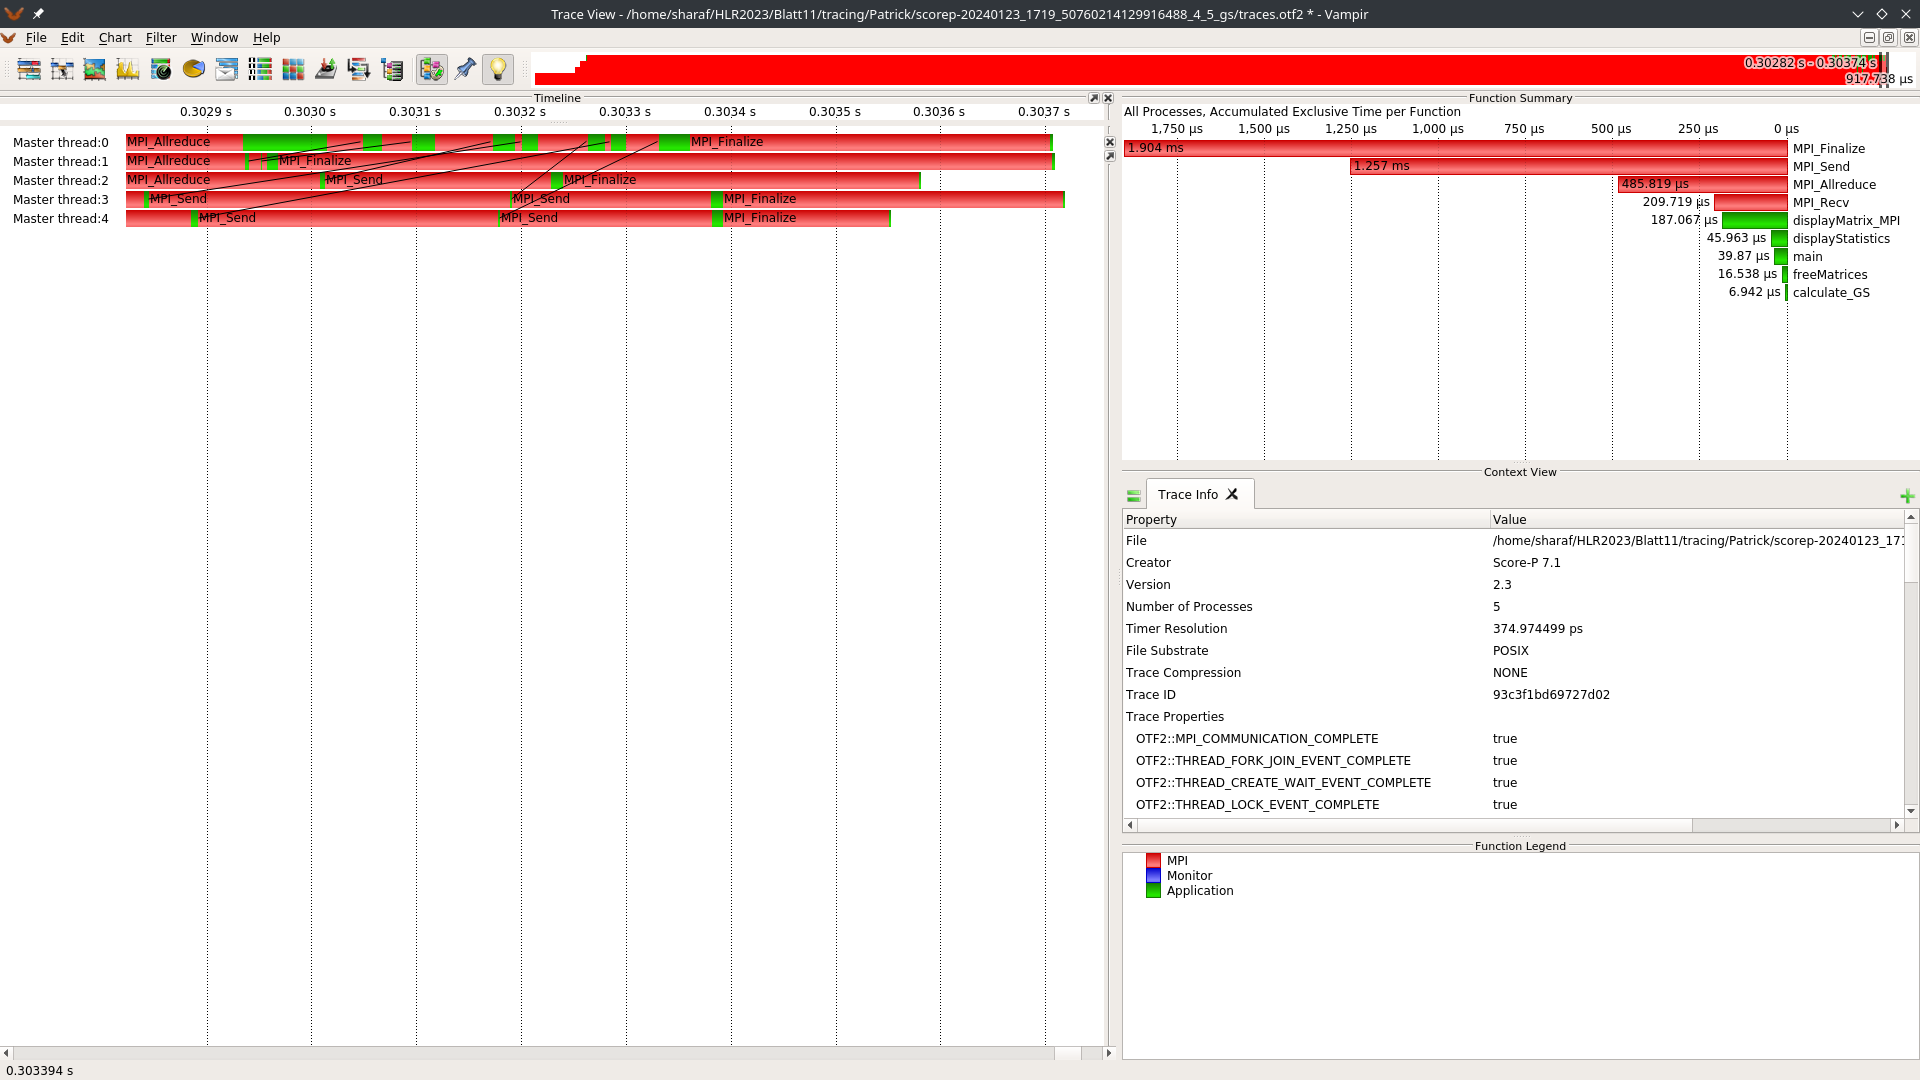 Trace View - /home/sharaf/HLR2023/Blatt11/tracing/Patrick/scorep-20240123_1719_50760214129916488_4_5_gs/traces.otf2 * - Vampir
File Edit Chart Filter Window Help
0.30282 s - 0.30374 s
917.738 µs
Timeline
0.3029 s 0.3030 s 0.3031 s 0.3032 s 0.3033 s 0.3034 s 0.3035 s 0.3036 s 0.3037 s
Master thread:0 MPI_Allreduce MPI_Finalize
Master thread:1 MPI_Allreduce MPI_Finalize
Master thread:2 MPI_Allreduce MPI_Send MPI_Finalize
Master thread:3 MPI_Send MPI_Send MPI_Finalize
Master thread:4 MPI_Send MPI_Send MPI_Finalize
Function Summary
All Processes, Accumulated Exclusive Time per Function
1,750 µs 1,500 µs 1,250 µs 1,000 µs 750 µs 500 µs 250 µs 0 µs
1.904 ms MPI_Finalize
1.257 ms MPI_Send
485.819 µs MPI_Allreduce
209.719 µs MPI_Recv
187.067 µs displayMatrix_MPI
45.963 µs displayStatistics
39.87 µs main
16.538 µs freeMatrices
6.942 µs calculate_GS
Context View
Trace Info
Property Value
File /home/sharaf/HLR2023/Blatt11/tracing/Patrick/scorep-20240123_171
Creator Score-P 7.1
Version 2.3
Number of Processes 5
Timer Resolution 374.974499 ps
File Substrate POSIX
Trace Compression NONE
Trace ID 93c3f1bd69727d02
Trace Properties
OTF2::MPI_COMMUNICATION_COMPLETE true
OTF2::THREAD_FORK_JOIN_EVENT_COMPLETE true
OTF2::THREAD_CREATE_WAIT_EVENT_COMPLETE true
OTF2::THREAD_LOCK_EVENT_COMPLETE true
Function Legend
MPI
Monitor
Application
0.303394 s